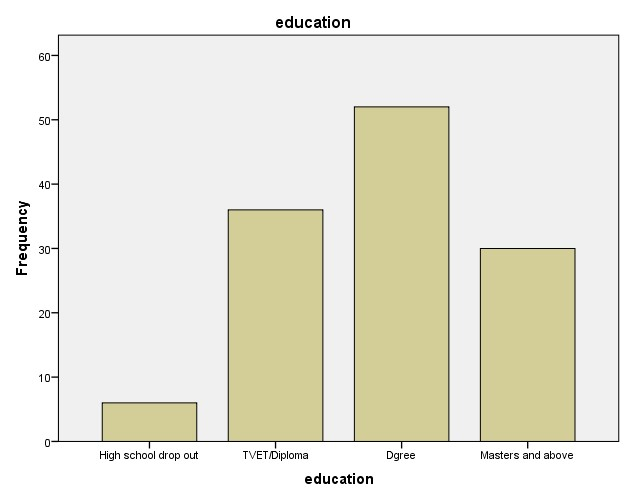 education
60
50
40
30
20
10
0
Frequency
High school drop out
TVET/Diploma
Dgree
Masters and above
education